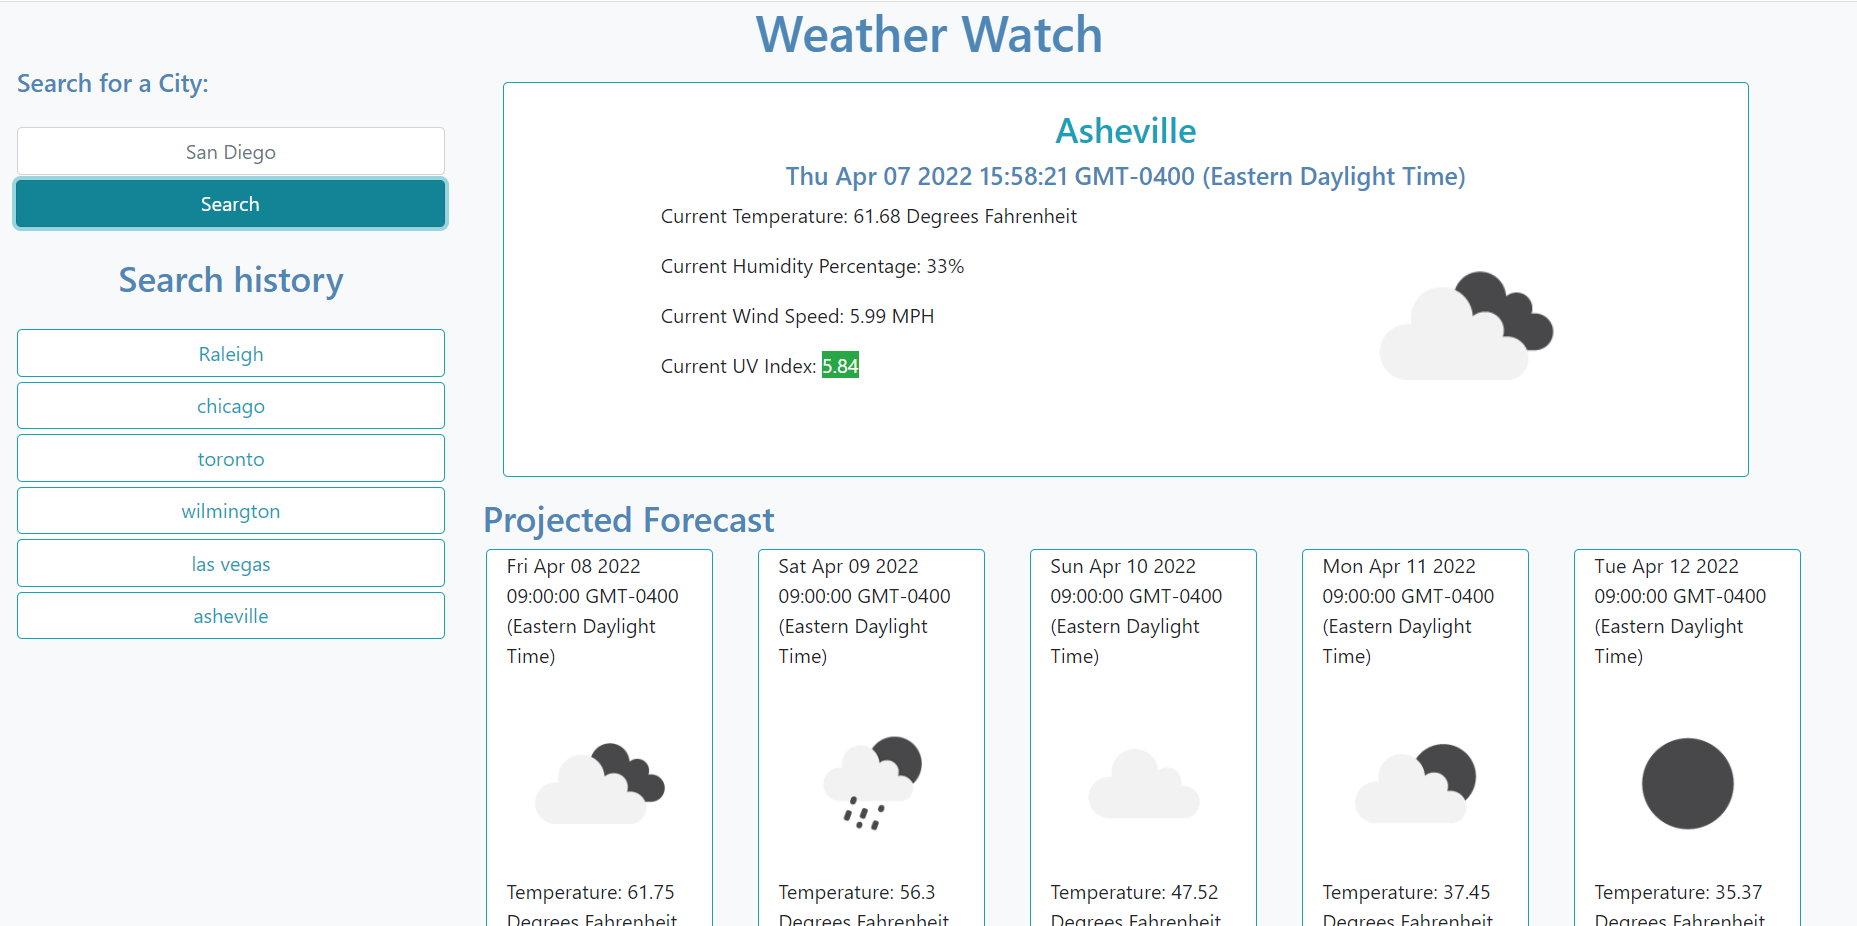 Weather Watch
Search for a City:
San Diego
Search
Search history
Raleigh
chicago
toronto
wilmington
las vegas
asheville
Asheville
Thu Apr 07 2022 15:58:21 GMT-0400 (Eastern Daylight Time)
Current Temperature: 61.68 Degrees Fahrenheit
Current Humidity Percentage: 33%
Current Wind Speed: 5.99 MPH
Current UV Index: 5.84
Projected Forecast
Fri Apr 08 2022
09:00:00 GMT-0400
(Eastern Daylight
Time)
Temperature: 61.75
Degrees Fahrenheit
Sat Apr 09 2022
09:00:00 GMT-0400
(Eastern Daylight
Time)
Temperature: 56.3
Degrees Fahrenheit
Sun Apr 10 2022
09:00:00 GMT-0400
(Eastern Daylight
Time)
Temperature: 47.52
Degrees Fahrenheit
Mon Apr 11 2022
09:00:00 GMT-0400
(Eastern Daylight
Time)
Temperature: 37.45
Degrees Fahrenheit
Tue Apr 12 2022
09:00:00 GMT-0400
(Eastern Daylight
Time)
Temperature: 35.37
Degrees Fahrenheit